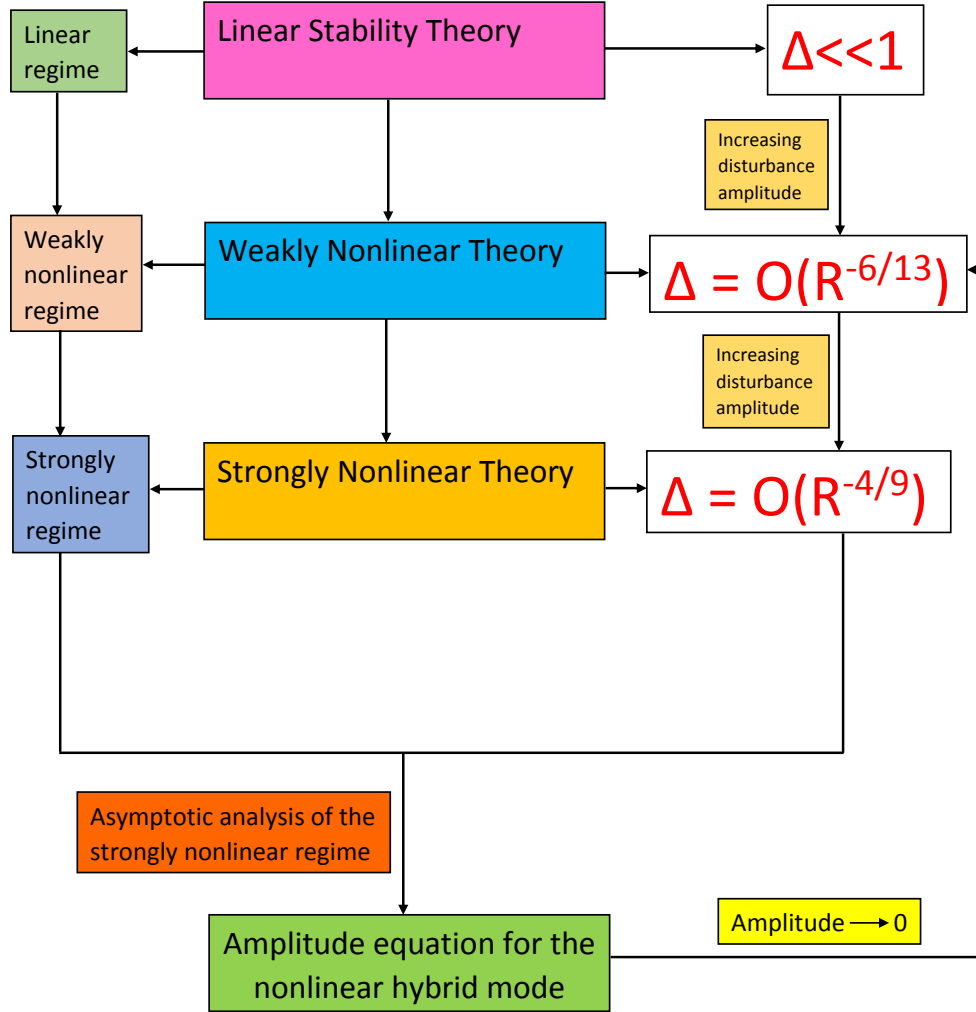 Linear
regime
Linear Stability Theory
Δ<<1
Increasing
disturbance
amplitude
Weakly
nonlinear
regime
Weakly Nonlinear Theory
Δ = O(R^-6/13)
Increasing
disturbance
amplitude
Strongly
nonlinear
regime
Strongly Nonlinear Theory
Δ = O(R^-4/9)
Asymptotic analysis of the
strongly nonlinear regime
Amplitude equation for the
nonlinear hybrid mode
Amplitude → 0